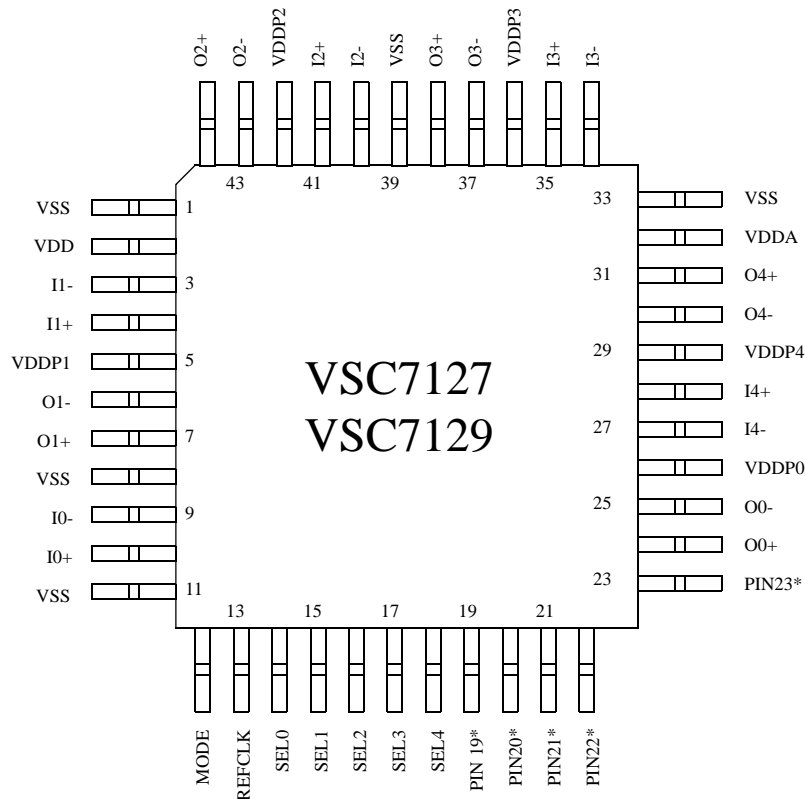 O2+
O2-
VDDP2
I2+
I2-
VSS
O3+
O3-
VDDP3
I3+
I3-
43
41
39
37
35
33
VSS
1
VSS
VDD
VDDA
I1-
3
31
O4+
I1+
O4-
VDDP1
5
29
VDDP4
O1-
I4+
O1+
7
27
I4-
VSC7127
VSC7129
VSS
VDDP0
I0-
9
25
O0-
I0+
O0+
VSS
11
23
PIN23*
13
15
17
19
21
MODE
REFCLK
SEL0
SEL1
SEL2
SEL3
SEL4
PIN 19*
PIN20*
PIN21*
PIN22*